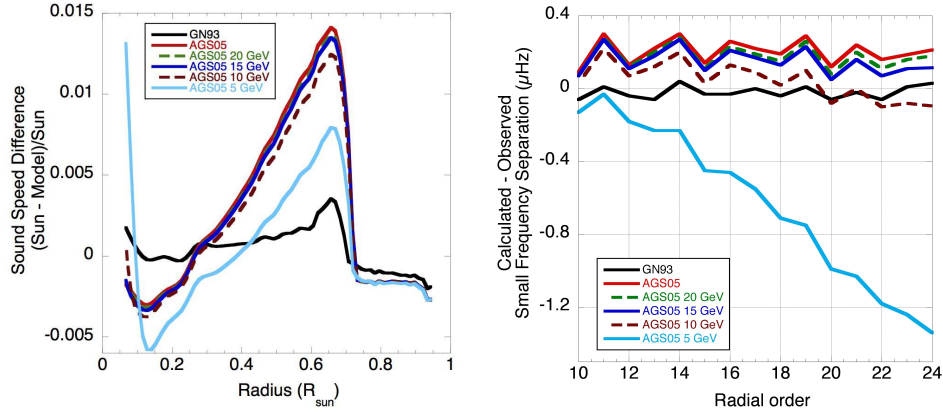 Sound Speed Difference
(Sun - Model)/Sun
0.015
0.01
0.005
0
-0.005
GN93
AGS05
AGS05 20 GeV
AGS05 15 GeV
AGS05 10 GeV
AGS05 5 GeV
0 0.2 0.4 0.6 0.8 1
Radius (R_sun)
Calculated - Observed
Small Frequency Separation (μHz)
0.4
0
-0.4
-0.8
-1.2
GN93
AGS05
AGS05 20 GeV
AGS05 15 GeV
AGS05 10 GeV
AGS05 5 GeV
10 12 14 16 18 20 22 24
Radial order